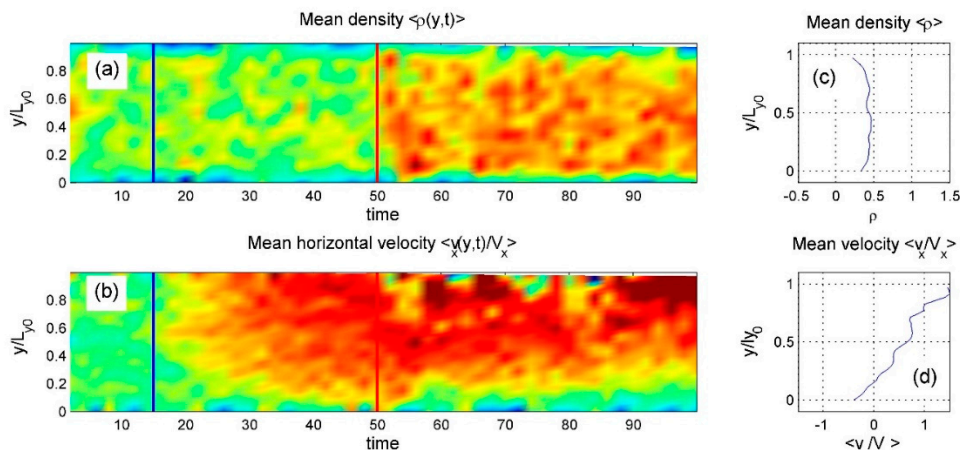 Mean density <ρ(y,t)>
(a)
y/L_y0
0.8
0.6
0.4
0.2
0
10 20 30 40 50 60 70 80 90
time
Mean density <ρ>
(c)
y/L_y0
1
0.5
0
-0.5 0 0.5 1 1.5
ρ
Mean horizontal velocity <v_x(y,t)/V_x>
(b)
y/L_y0
0.8
0.6
0.4
0.2
0
10 20 30 40 50 60 70 80 90
time
Mean velocity <v_x/V_x>
(d)
y/l_y0
1
0.5
0
-1 0 1
<v_/V_>